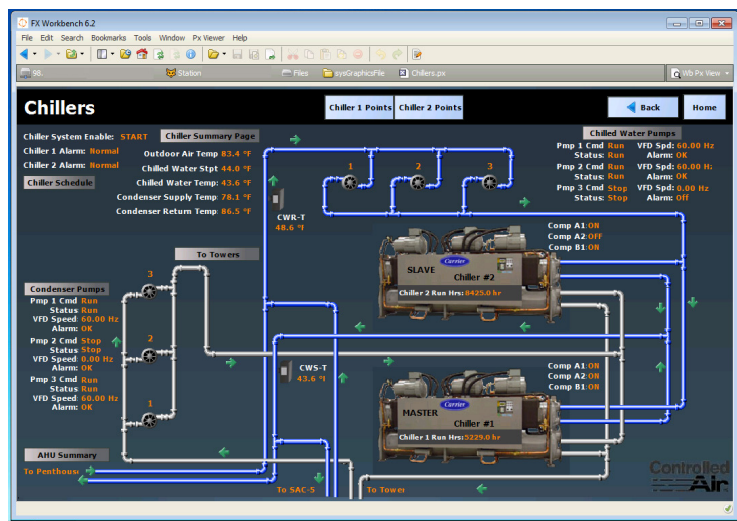 FX Workbench 6.2
File Edit Search Bookmarks Tools Window Px Viewer Help
98. Station Files sysGraphicsFile Chillers.px Wb Px View
Chillers
Chiller 1 Points Chiller 2 Points Back Home
Chiller System Enable: START Chiller Summary Page
Chiller 1 Alarm: Normal
Chiller 2 Alarm: Normal
Chiller Schedule
Outdoor Air Temp 83.4 °F
Chilled Water Stpt 44.0 °F
Chilled Water Temp: 43.6 °F
Condenser Supply Temp: 78.1 °F
Condenser Return Temp: 86.5 °F
CWR-T
48.6 °I
1 2 3
Chilled Water Pumps
Pmp 1 Cmd Run VFD Spd: 60.00 Hz
Status: Run Alarm: OK
Pmp 2 Cmd Run VFD Spd: 60.00 H:
Status: Run Alarm: OK
Pmp 3 Cmd Stop VFD Spd: 0.00 Hz
Status: Stop Alarm: Off
To Towers
Comp A1:ON
Comp A2:OFF
Comp B1:ON
Carrier
SLAVE
Chiller #2
Chiller 2 Run Hrs:8425.0 hr
Condenser Pumps
Pmp 1 Cmd Run
Status Run
VFD Speed: 60.00 Hz
Alarm: OK
Pmp 2 Cmd Stop
Status Stop
VFD Speed: 0.00 Hz
Alarm: OK
Pmp 3 Cmd Run
Status Run
VFD Speed: 60.00 Hz
Alarm: OK
3
2
1
CWS-T
43.6 °I
Comp A1:ON
Comp A2:ON
Comp B1:ON
Carrier
MASTER
Chiller #1
Chiller 1 Run Hrs:5229.0 hr
AHU Summary
To Penthous
To SAC-5
To Tower
Controlled
Air